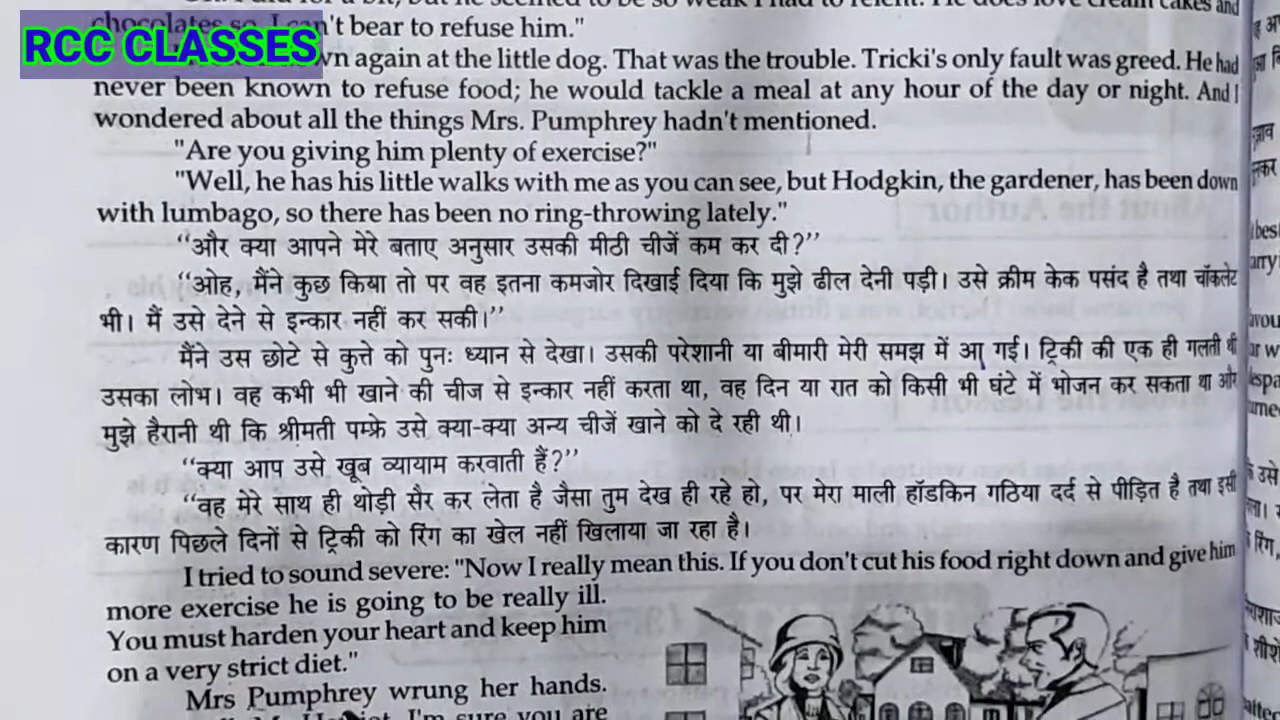 RCC CLASSES
chocolates so, I can't bear to refuse him."
again at the little dog. That was the trouble. Tricki's only fault was greed. He had
never been known to refuse food; he would tackle a meal at any hour of the day or night. And I
wondered about all the things Mrs. Pumphrey hadn't mentioned.
"Are you giving him plenty of exercise?"
"Well, he has his little walks with me as you can see, but Hodgkin, the gardener, has been down
with lumbago, so there has been no ring-throwing lately."
‘‘और क्या आपने मेरे बताए अनुसार उसकी मीठी चीजें कम कर दी?’’
‘‘ओह, मैंने कुछ किया तो पर वह इतना कमजोर दिखाई दिया कि मुझे ढील देनी पड़ी। उसे क्रीम केक पसंद है तथा चॉकलेट
भी। मैं उसे देने से इन्कार नहीं कर सकी।’’
मैंने उस छोटे से कुत्ते को पुनः ध्यान से देखा। उसकी परेशानी या बीमारी मेरी समझ में आ गई। ट्रिकी की एक ही गलती थी
उसका लोभ। वह कभी भी खाने की चीज से इन्कार नहीं करता था, वह दिन या रात को किसी भी घंटे में भोजन कर सकता था और
मुझे हैरानी थी कि श्रीमती पम्फ्रे उसे क्या-क्या अन्य चीजें खाने को दे रही थी।
‘‘क्या आप उसे खूब व्यायाम करवाती हैं?’’
‘‘वह मेरे साथ ही थोड़ी सैर कर लेता है जैसा तुम देख ही रहे हो, पर मेरा माली हॉडकिन गठिया दर्द से पीड़ित है तथा इसी
कारण पिछले दिनों से ट्रिकी को रिंग का खेल नहीं खिलाया जा रहा है।
I tried to sound severe: "Now I really mean this. If you don't cut his food right down and give him
more exercise he is going to be really ill.
You must harden your heart and keep him
on a very strict diet."
Mrs Pumphrey wrung her hands.
I'm sure you are